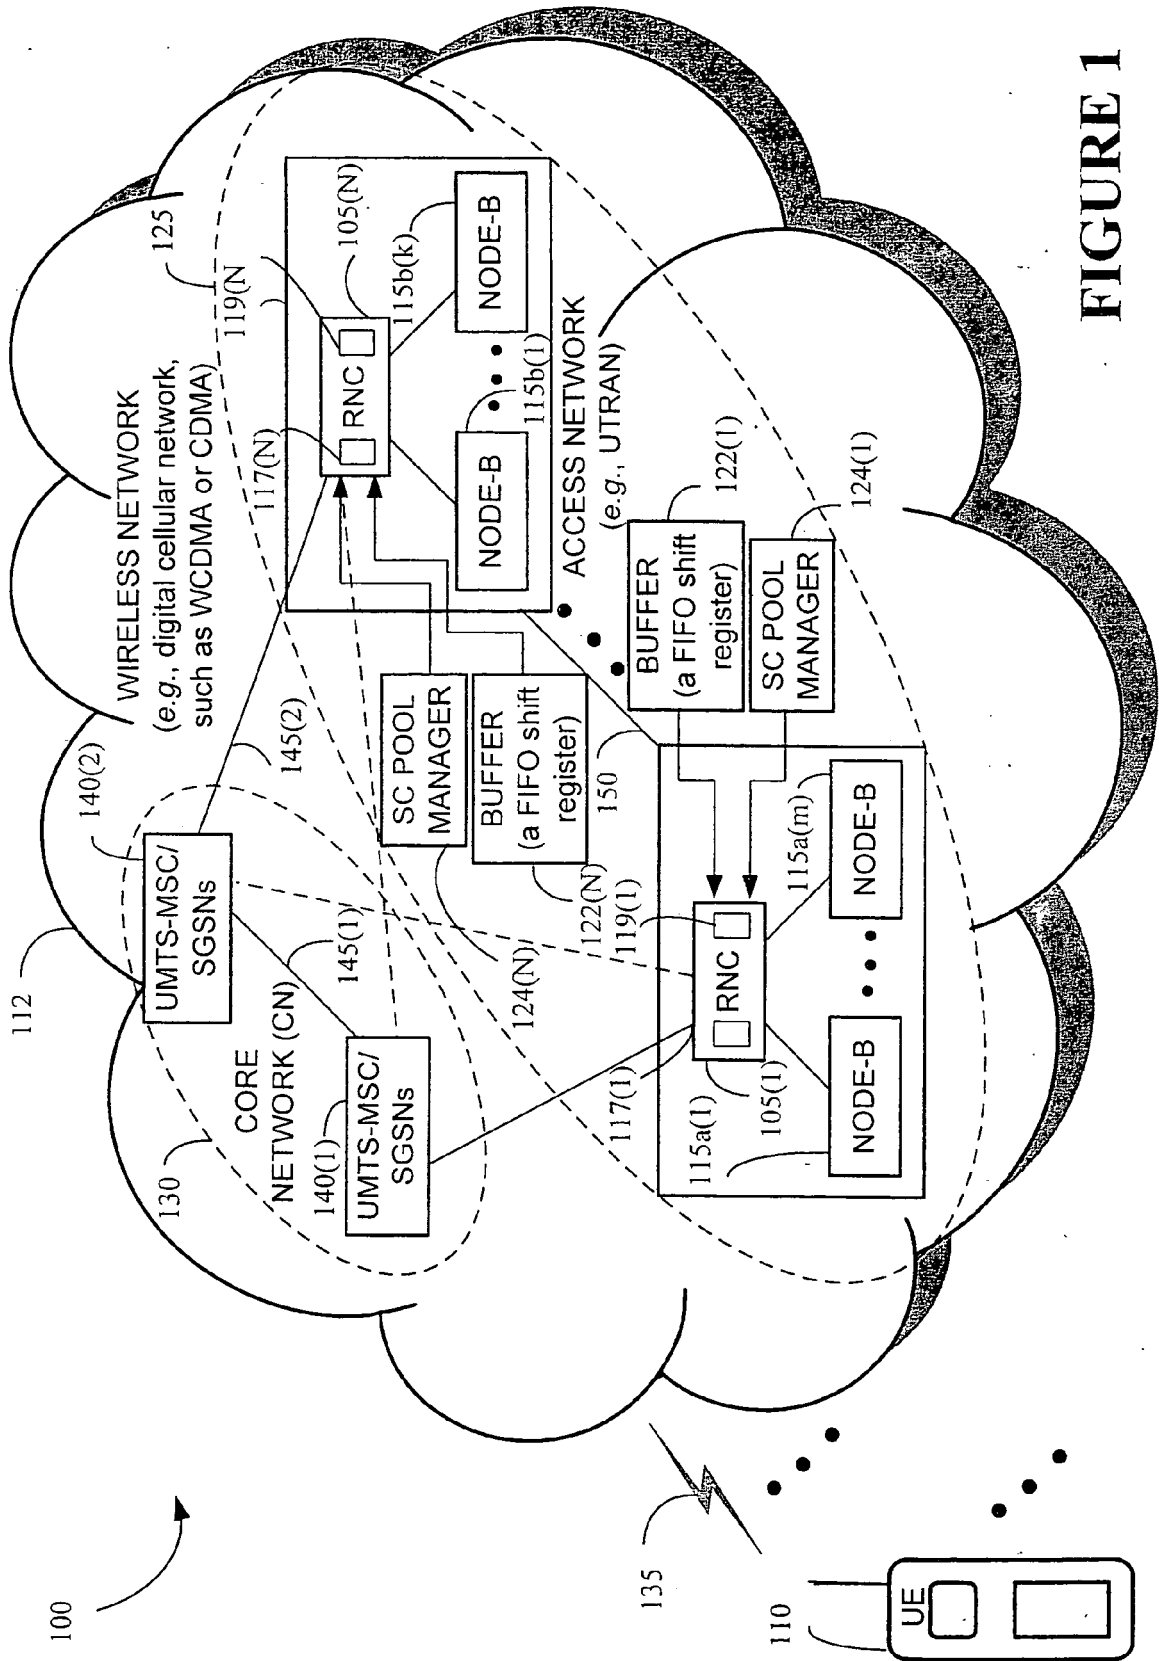 100
112
140(2)
UMTS-MSC/
SGSNs
145(2)
WIRELESS NETWORK
(e.g., digital cellular network,
such as WCDMA or CDMA)
125
119(N
105(N)
117(N)
RNC
115b(k)
NODE-B
NODE-B
115b(1)
130
CORE
NETWORK (CN)
145(1)
140(1)
UMTS-MSC/
SGSNs
SC POOL
MANAGER
124(N)
BUFFER
(a FIFO shift
register)
122(N)
ACCESS NETWORK
(e.g., UTRAN)
150
BUFFER
(a FIFO shift
register)
122(1)
SC POOL
MANAGER
124(1)
117(1)
119(1)
RNC
105(1)
115a(1)
115a(m)
NODE-B
NODE-B
135
110
UE
FIGURE 1